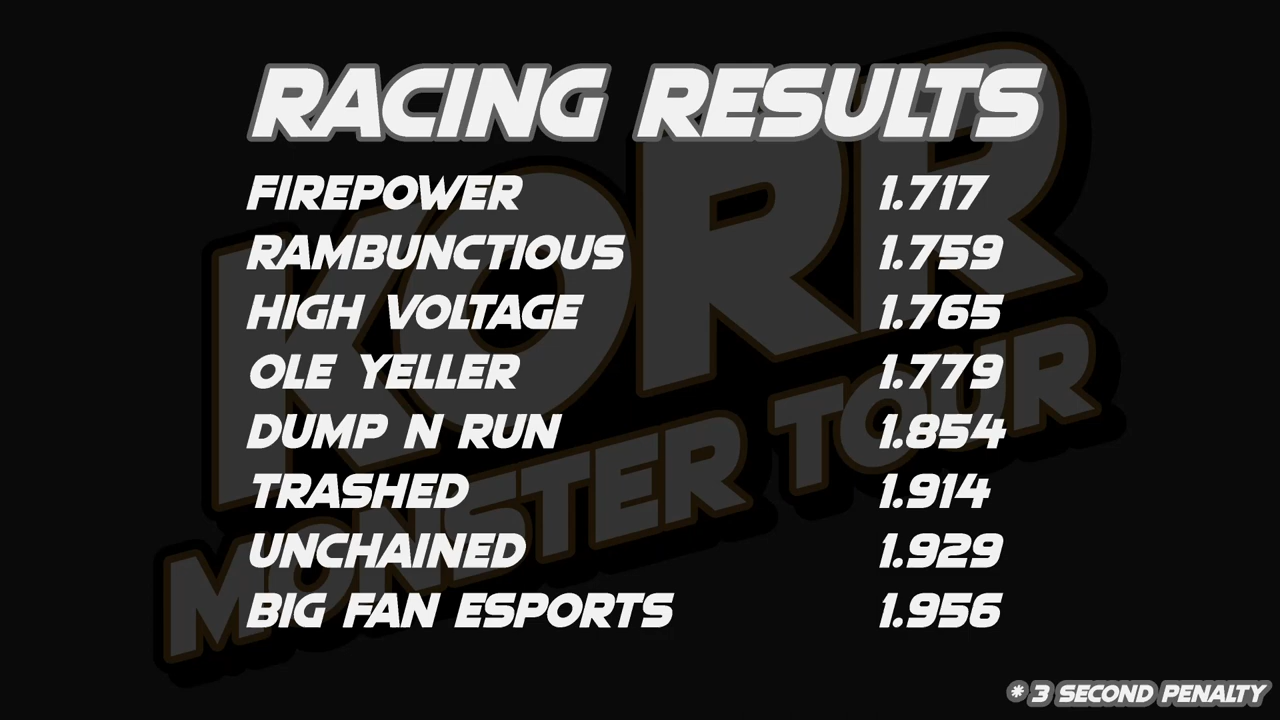 RACING RESULTS
FIREPOWER 1.717
RAMBUNCTIOUS 1.759
HIGH VOLTAGE 1.765
OLE YELLER 1.779
DUMP N RUN 1.854
TRASHED 1.914
UNCHAINED 1.929
BIG FAN ESPORTS 1.956
KORR
MONSTER TOUR
* 3 SECOND PENALTY